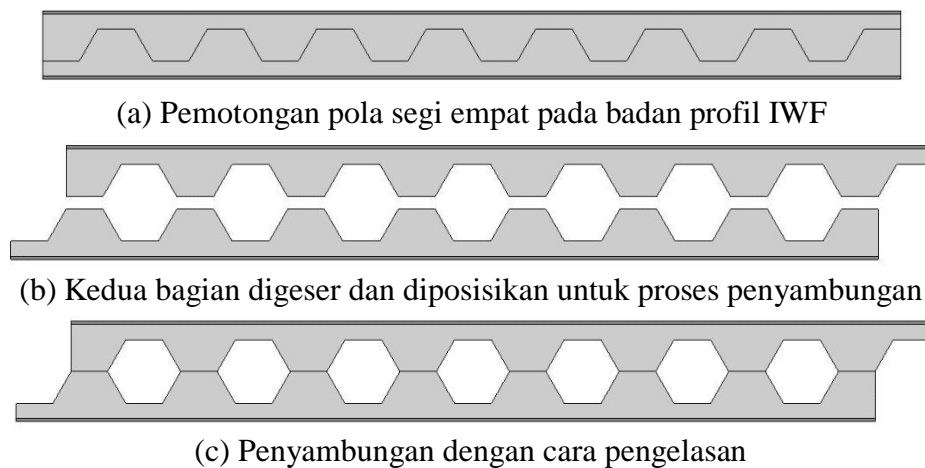 (a) Pemotongan pola segi empat pada badan profil IWF
(b) Kedua bagian digeser dan diposisikan untuk proses penyambungan
(c) Penyambungan dengan cara pengelasan